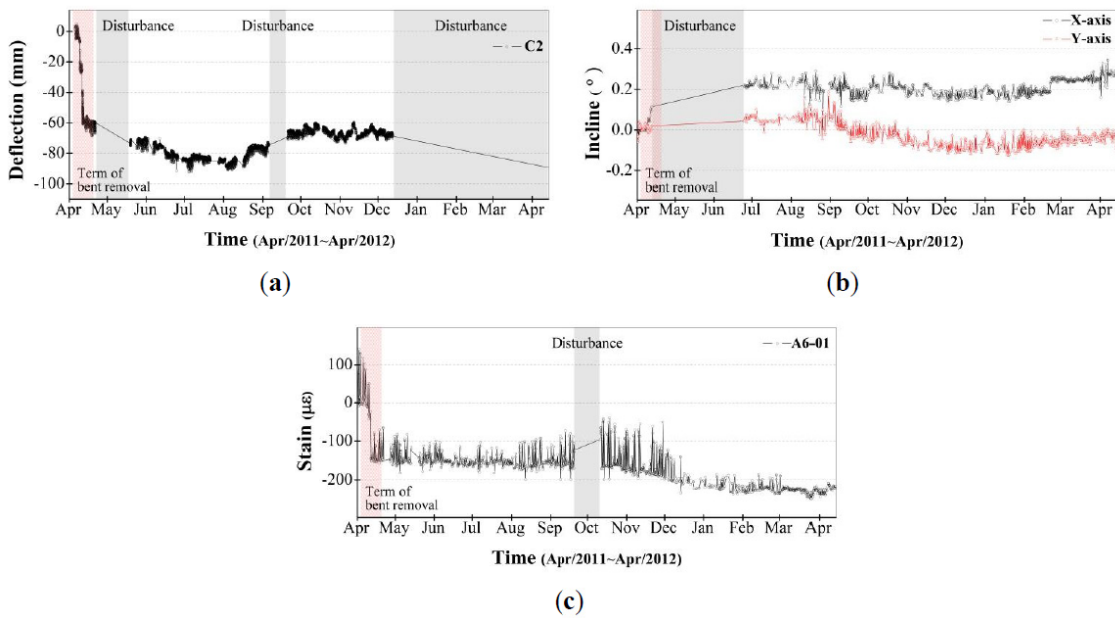 Disturbance Disturbance Disturbance
C2
0
-20
-40
-60
-80
-100
Deflection (mm)
Term of
bent removal
Apr May Jun Jul Aug Sep Oct Nov Dec Jan Feb Mar Apr
Time (Apr/2011~Apr/2012)
(a)
X-axis
Y-axis
Disturbance
0.4
0.2
0.0
-0.2
Incline ( ° )
Term of
bent removal
Apr May Jun Jul Aug Sep Oct Nov Dec Jan Feb Mar Apr
Time (Apr/2011~Apr/2012)
(b)
Disturbance
A6-01
100
0
-100
-200
Stain (με)
Term of
bent removal
Apr May Jun Jul Aug Sep Oct Nov Dec Jan Feb Mar Apr
Time (Apr/2011~Apr/2012)
(c)